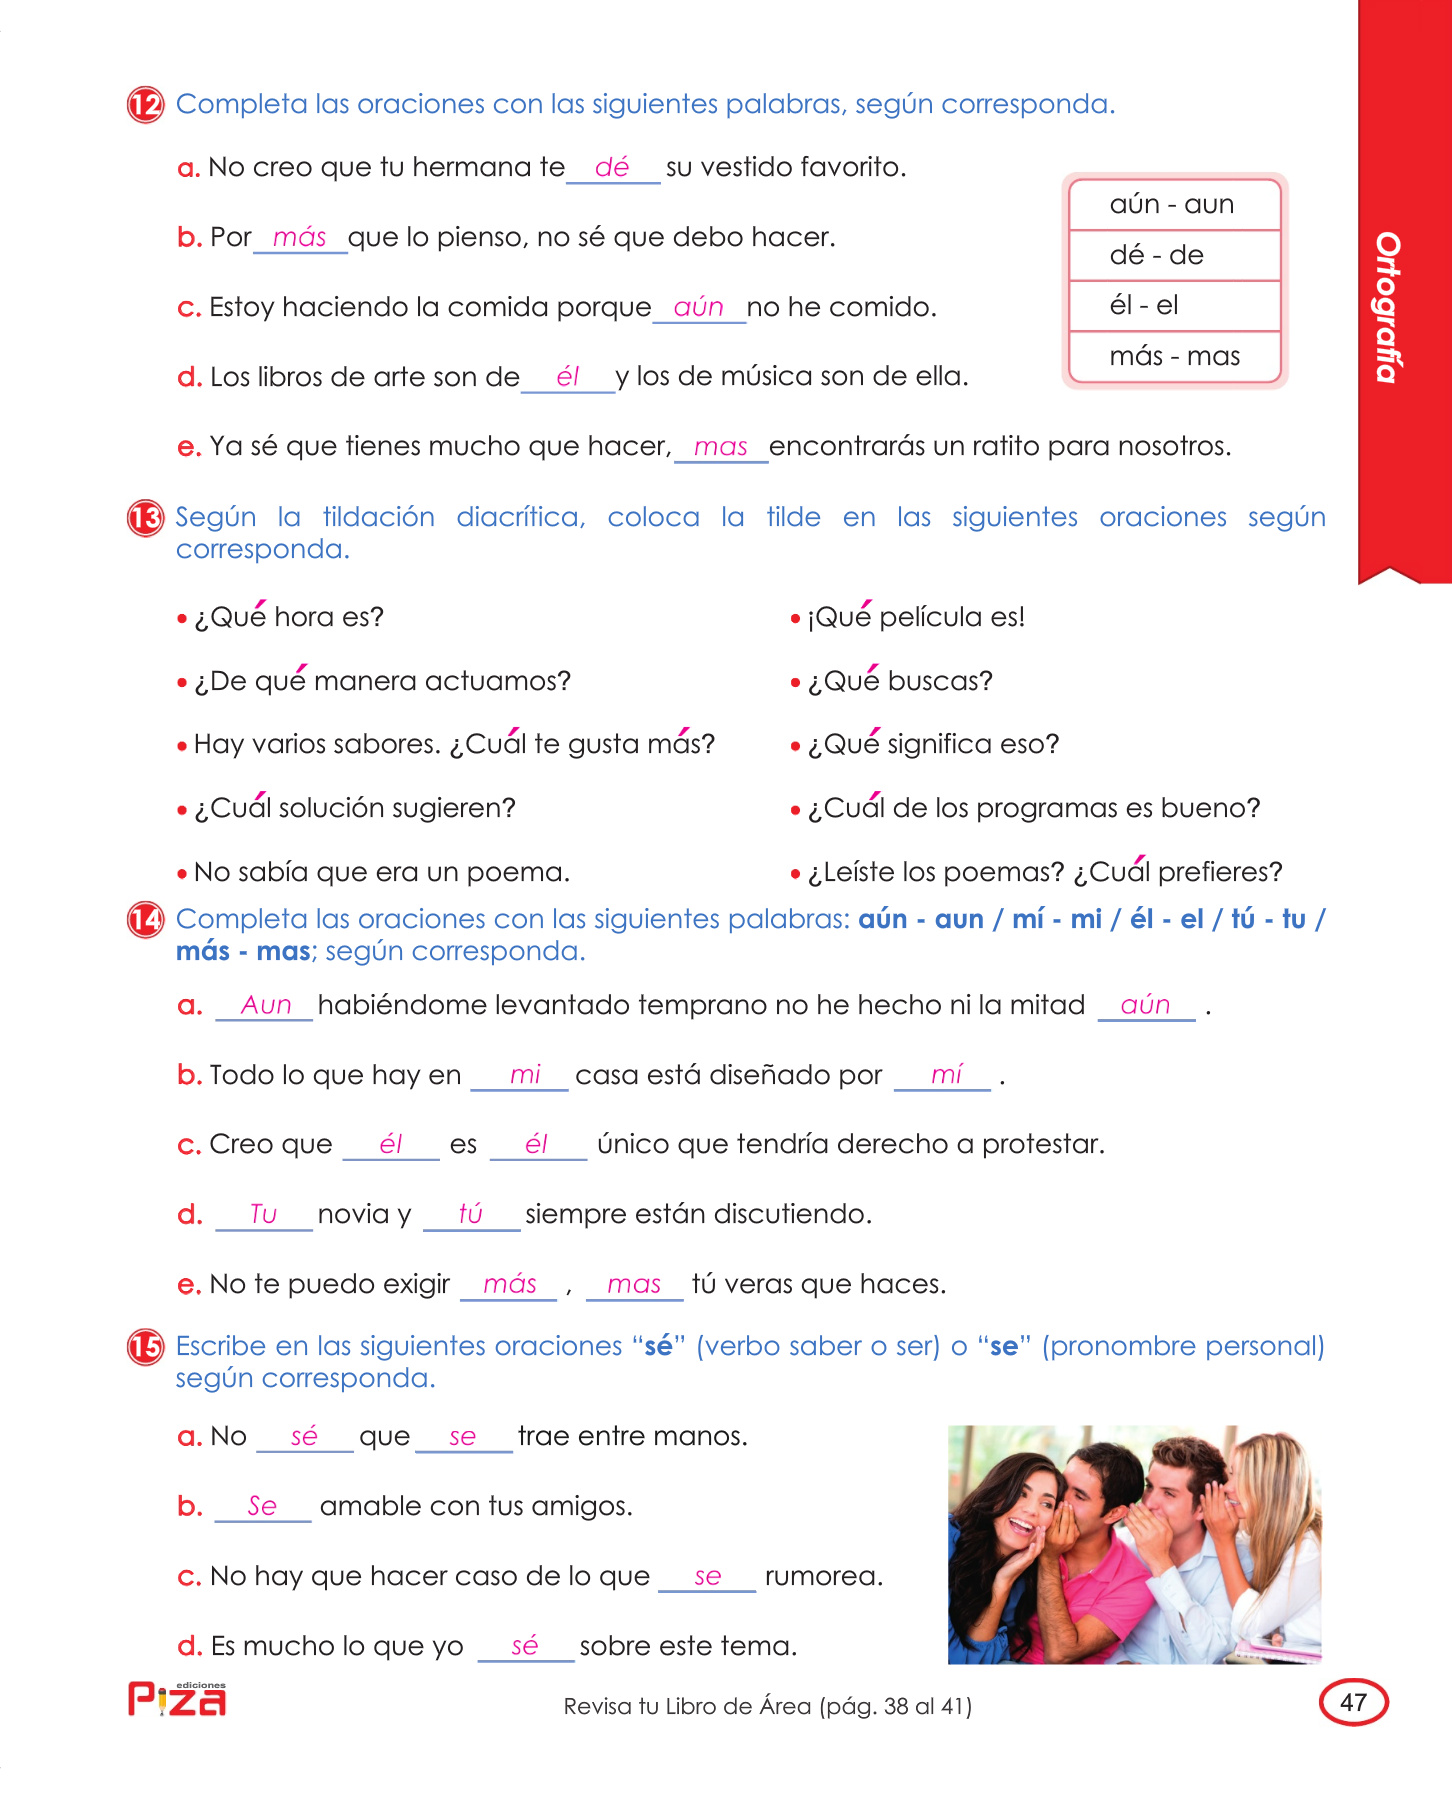 12 Completa las oraciones con las siguientes palabras, según corresponda.
a. No creo que tu hermana te dé su vestido favorito.
b. Por más que lo pienso, no sé que debo hacer.
c. Estoy haciendo la comida porque aún no he comido.
d. Los libros de arte son de él y los de música son de ella.
e. Ya sé que tienes mucho que hacer, mas encontrarás un ratito para nosotros.
aún - aun
dé - de
él - el
más - mas
Ortografía
13 Según la tildación diacrítica, coloca la tilde en las siguientes oraciones según
corresponda.
• ¿Qué hora es?
• ¡Qué película es!
• ¿De qué manera actuamos?
• ¿Qué buscas?
• Hay varios sabores. ¿Cuál te gusta más?
• ¿Qué significa eso?
• ¿Cuál solución sugieren?
• ¿Cuál de los programas es bueno?
• No sabía que era un poema.
• ¿Leíste los poemas? ¿Cuál prefieres?
14 Completa las oraciones con las siguientes palabras: aún - aun / mí - mi / él - el / tú - tu /
más - mas; según corresponda.
a. Aun habiéndome levantado temprano no he hecho ni la mitad aún .
b. Todo lo que hay en mi casa está diseñado por mí .
c. Creo que él es él único que tendría derecho a protestar.
d. Tu novia y tú siempre están discutiendo.
e. No te puedo exigir más , mas tú veras que haces.
15 Escribe en las siguientes oraciones “sé” (verbo saber o ser) o “se” (pronombre personal)
según corresponda.
a. No sé que se trae entre manos.
b. Se amable con tus amigos.
c. No hay que hacer caso de lo que se rumorea.
d. Es mucho lo que yo sé sobre este tema.
ediciones
Piza
Revisa tu Libro de Área (pág. 38 al 41)
47